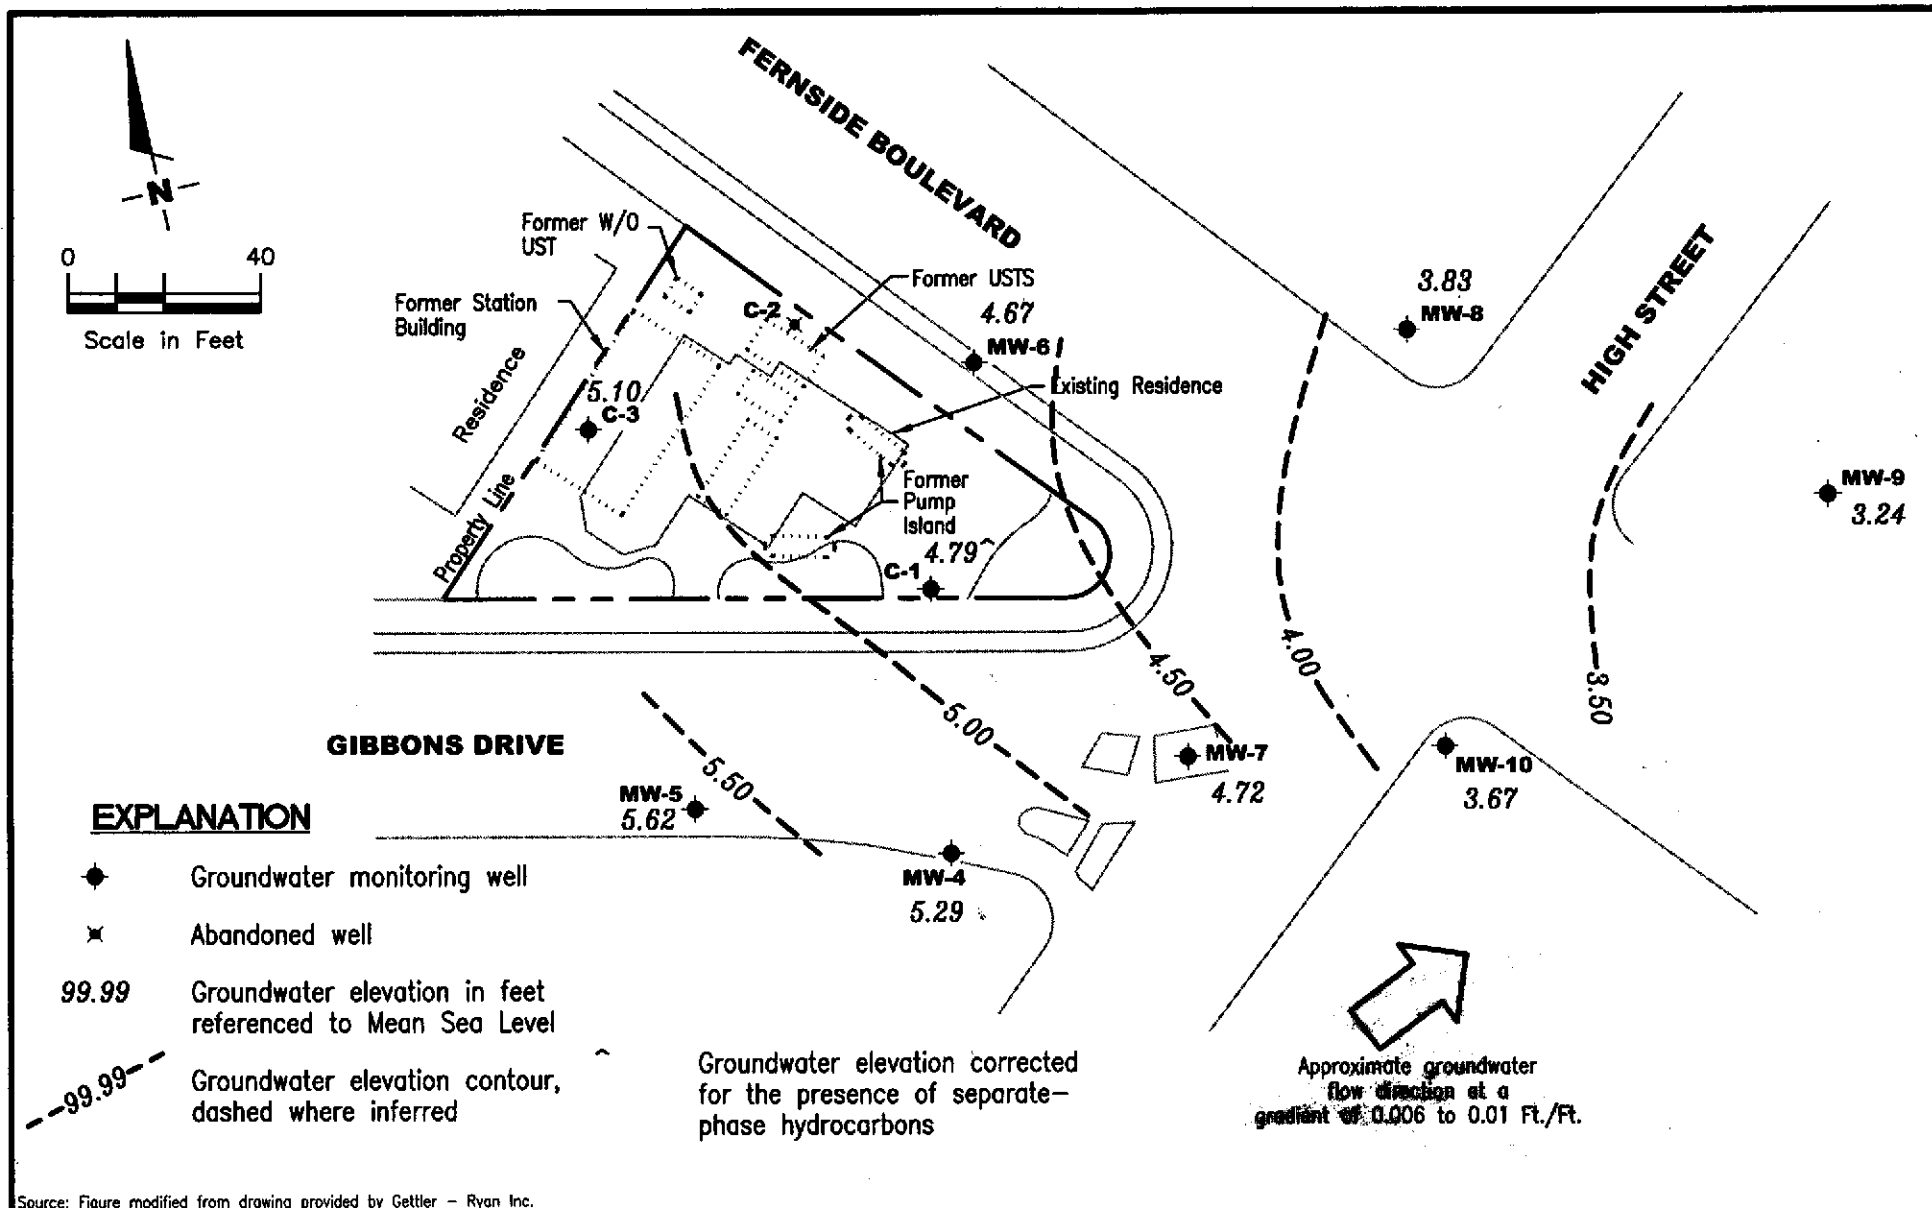 FERNSIDE BOULEVARD
HIGH STREET
GIBBONS DRIVE
N
0 40
Scale in Feet
Former W/O
UST
Former Station
Building
Residence
Property Line
C-2
Former USTS
4.67
MW-6
Existing Residence
5.10
C-3
Former
Pump
Island
4.79^
C-1
3.83
MW-8
MW-9
3.24
4.50
4.00
3.50
5.00
5.50
MW-7
4.72
MW-10
3.67
MW-5
5.62
MW-4
5.29
EXPLANATION
Groundwater monitoring well
Abandoned well
99.99 Groundwater elevation in feet
referenced to Mean Sea Level
99.99 Groundwater elevation contour,
dashed where inferred
^ Groundwater elevation corrected
for the presence of separate-
phase hydrocarbons
Approximate groundwater
flow direction at a
gradient of 0.006 to 0.01 Ft./Ft.
Source: Figure modified from drawing provided by Gettler - Ryan Inc.